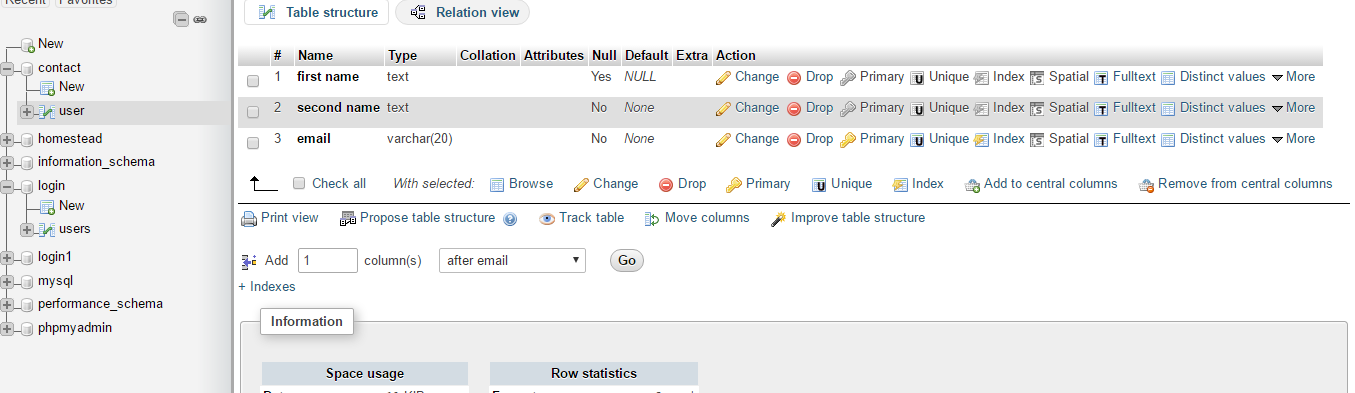 Recent Favorites
New
contact
New
user
homestead
information_schema
login
New
users
login1
mysql
performance_schema
phpmyadmin
Table structure Relation view
# Name Type Collation Attributes Null Default Extra Action
1 first name text Yes NULL Change Drop Primary Unique Index Spatial Fulltext Distinct values More
2 second name text No None Change Drop Primary Unique Index Spatial Fulltext Distinct values More
3 email varchar(20) No None Change Drop Primary Unique Index Spatial Fulltext Distinct values More
Check all With selected: Browse Change Drop Primary Unique Index Add to central columns Remove from central columns
Print view Propose table structure Track table Move columns Improve table structure
Add 1 column(s) after email Go
+ Indexes
Information
Space usage Row statistics